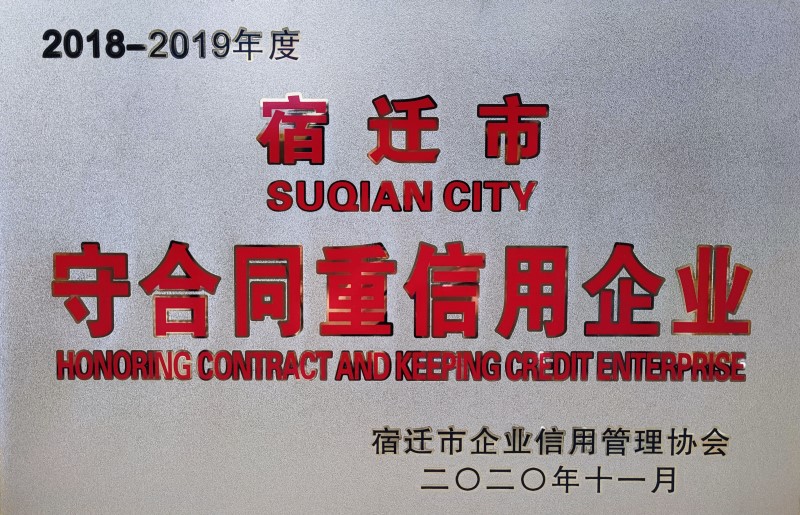 2018-2019年度
宿迁市
SUQIAN CITY
守合同重信用企业
HONORING CONTRACT AND KEEPING CREDIT ENTERPRISE
宿迁市企业信用管理协会
二〇二〇年十一月